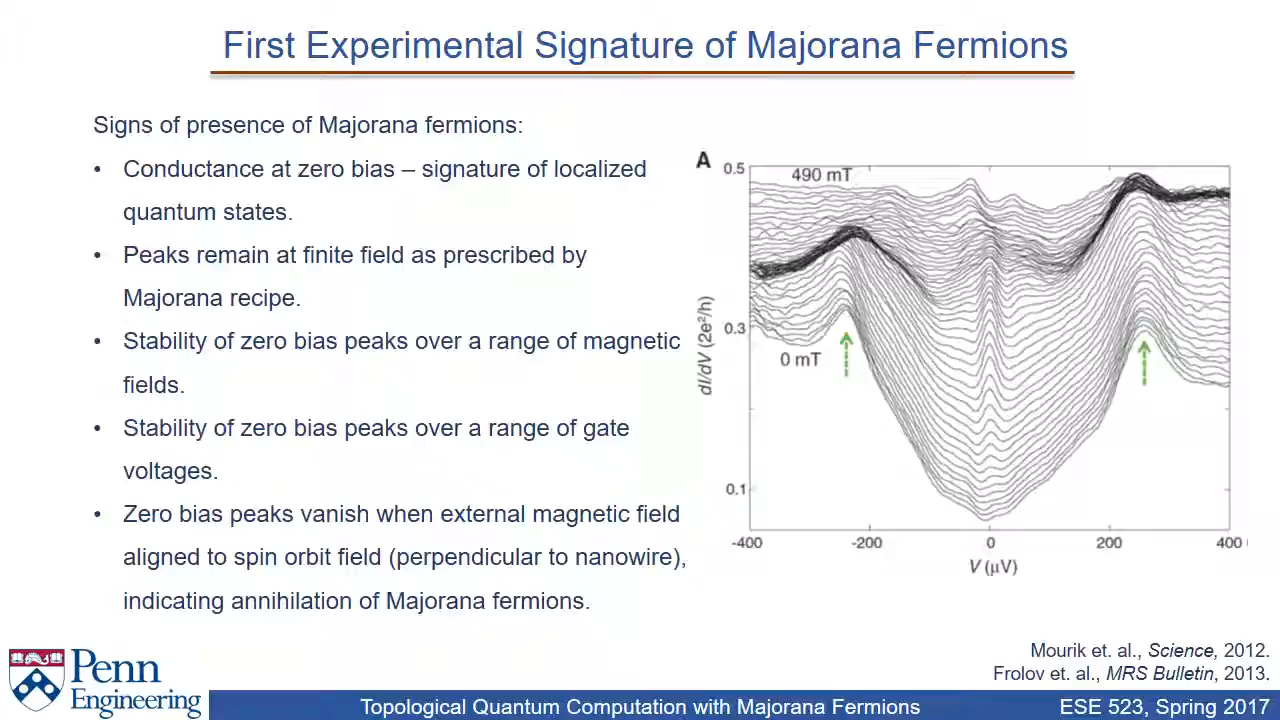 First Experimental Signature of Majorana Fermions
Signs of presence of Majorana fermions:
• Conductance at zero bias – signature of localized
quantum states.
• Peaks remain at finite field as prescribed by
Majorana recipe.
• Stability of zero bias peaks over a range of magnetic
fields.
• Stability of zero bias peaks over a range of gate
voltages.
• Zero bias peaks vanish when external magnetic field
aligned to spin orbit field (perpendicular to nanowire),
indicating annihilation of Majorana fermions.
A
0.5
490 mT
0.3
0 mT
0.1
dI/dV (2e²/h)
-400 -200 0 200 400
V (μV)
Mourik et. al., Science, 2012.
Frolov et. al., MRS Bulletin, 2013.
Penn
Engineering
Topological Quantum Computation with Majorana Fermions
ESE 523, Spring 2017